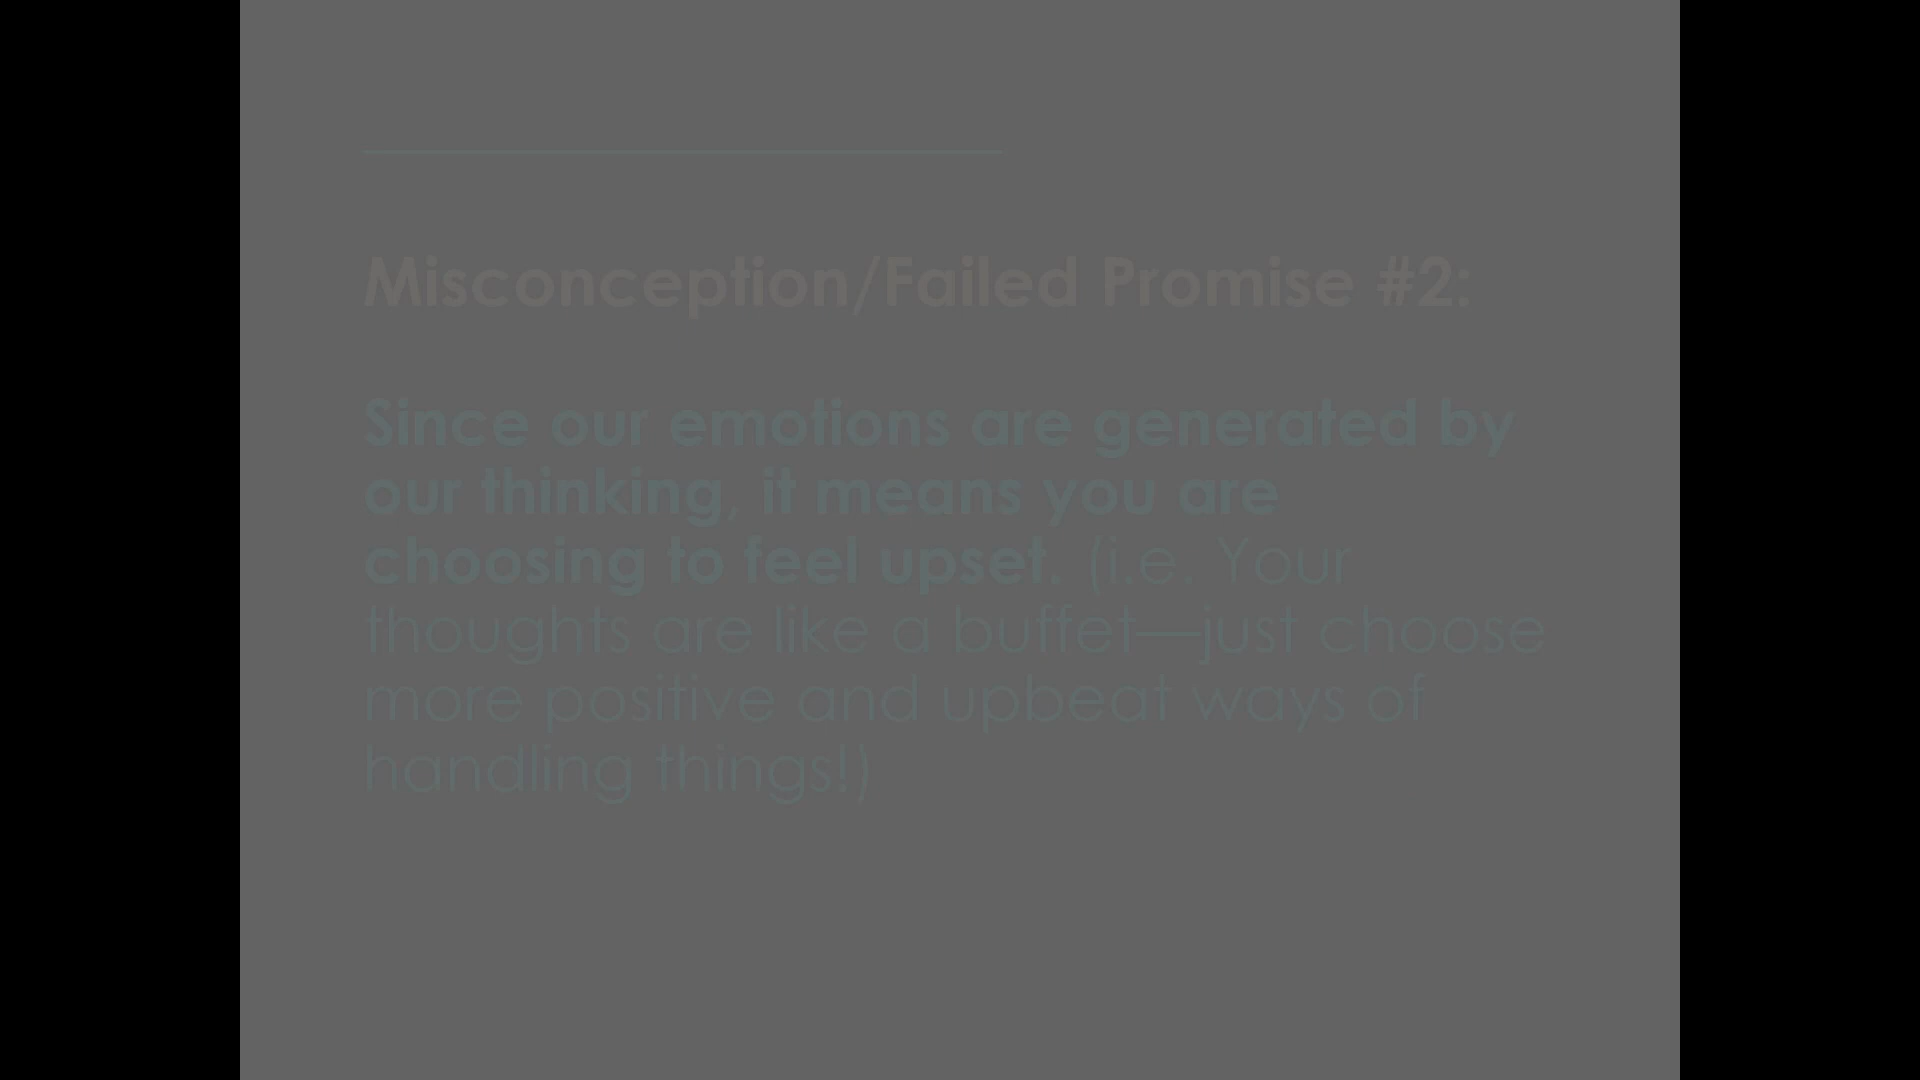 Misconception/Failed Promise #2:
Since our emotions are generated by
our thinking, it means you are
choosing to feel upset. (i.e. Your
thoughts are like a buffet—just choose
more positive and upbeat ways of
handling things!)